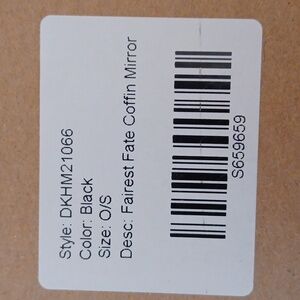 Style: DKHM21066
Color: Black
Size: O/S
Desc: Fairest Fate Coffin Mirror
S659659